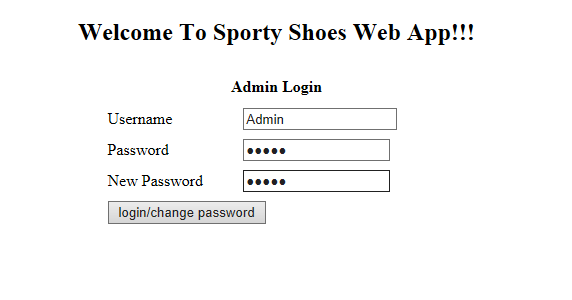 Welcome To Sporty Shoes Web App!!!
Admin Login
Username Admin
Password •••••
New Password •••••
login/change password